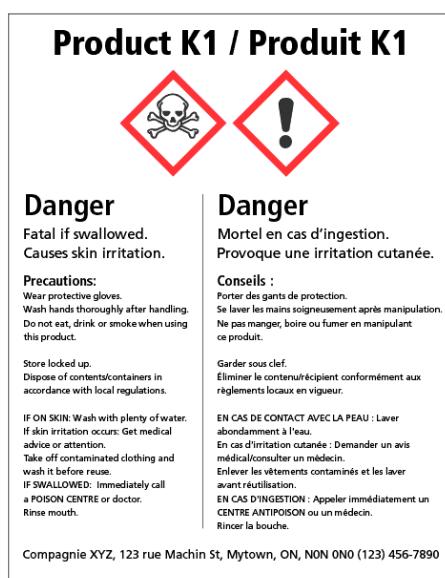 Product K1 / Produit K1
Danger
Fatal if swallowed.
Causes skin irritation.
Precautions:
Wear protective gloves.
Wash hands thoroughly after handling.
Do not eat, drink or smoke when using
this product.
Store locked up.
Dispose of contents/containers in
accordance with local regulations.
IF ON SKIN: Wash with plenty of water.
If skin irritation occurs: Get medical
advice or attention.
Take off contaminated clothing and
wash it before reuse.
IF SWALLOWED: Immediately call
a POISON CENTRE or doctor.
Rinse mouth.
Danger
Mortel en cas d'ingestion.
Provoque une irritation cutanée.
Conseils :
Porter des gants de protection.
Se laver les mains soigneusement après manipulation.
Ne pas manger, boire ou fumer en manipulant
ce produit.
Garder sous clef.
Éliminer le contenu/récipient conformément aux
règlements locaux en vigueur.
EN CAS DE CONTACT AVEC LA PEAU : Laver
abondamment à l'eau.
En cas d'irritation cutanée : Demander un avis
médical/consulter un mèdecin.
Enlever les vêtements contaminés et les laver
avant réutilisation.
EN CAS D'INGESTION : Appeler immédiatement un
CENTRE ANTIPOISON ou un médecin.
Rincer la bouche.
Compagnie XYZ, 123 rue Machin St, Mytown, ON, N0N 0N0 (123) 456-7890